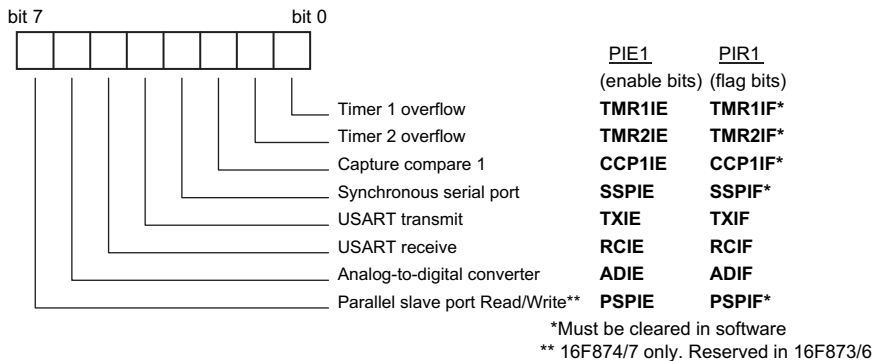 bit 7 bit 0
PIE1 PIR1
(enable bits) (flag bits)
Timer 1 overflow TMR1IE TMR1IF*
Timer 2 overflow TMR2IE TMR2IF*
Capture compare 1 CCP1IE CCP1IF*
Synchronous serial port SSPIE SSPIF*
USART transmit TXIE TXIF
USART receive RCIE RCIF
Analog-to-digital converter ADIE ADIF
Parallel slave port Read/Write** PSPIE PSPIF*
*Must be cleared in software
** 16F874/7 only. Reserved in 16F873/6